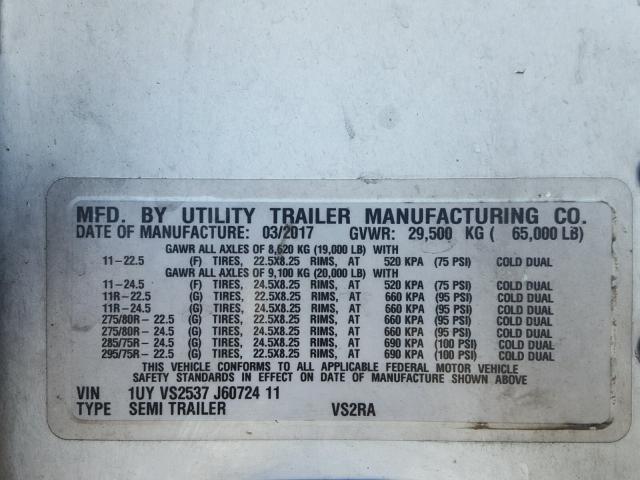 MFD. BY UTILITY TRAILER MANUFACTURING CO.
DATE OF MANUFACTURE: 03/2017 GVWR: 29,500 KG ( 65,000 LB)
GAWR ALL AXLES OF 8,620 KG (19,000 LB) WITH
11-22.5 (F) TIRES, 22.5X8.25 RIMS, AT 520 KPA (75 PSI) COLD DUAL
GAWR ALL AXLES OF 9,100 KG (20,000 LB) WITH
11-24.5 (F) TIRES, 24.5X8.25 RIMS, AT 520 KPA (75 PSI) COLD DUAL
11R-22.5 (G) TIRES, 22.5X8.25 RIMS, AT 660 KPA (95 PSI) COLD DUAL
11R-24.5 (G) TIRES, 24.5X8.25 RIMS, AT 660 KPA (95 PSI) COLD DUAL
275/80R-22.5 (G) TIRES, 22.5X8.25 RIMS, AT 660 KPA (95 PSI) COLD DUAL
275/80R-24.5 (G) TIRES, 24.5X8.25 RIMS, AT 660 KPA (95 PSI) COLD DUAL
285/75R-24.5 (G) TIRES, 24.5X8.25 RIMS, AT 690 KPA (100 PSI) COLD DUAL
295/75R-22.5 (G) TIRES, 22.5X8.25 RIMS, AT 690 KPA (100 PSI) COLD DUAL
THIS VEHICLE CONFORMS TO ALL APPLICABLE FEDERAL MOTOR VEHICLE
SAFETY STANDARDS IN EFFECT ON DATE OF MANUFACTURE SHOWN ABOVE
VIN 1UY VS2537 J60724 11
TYPE SEMI TRAILER VS2RA